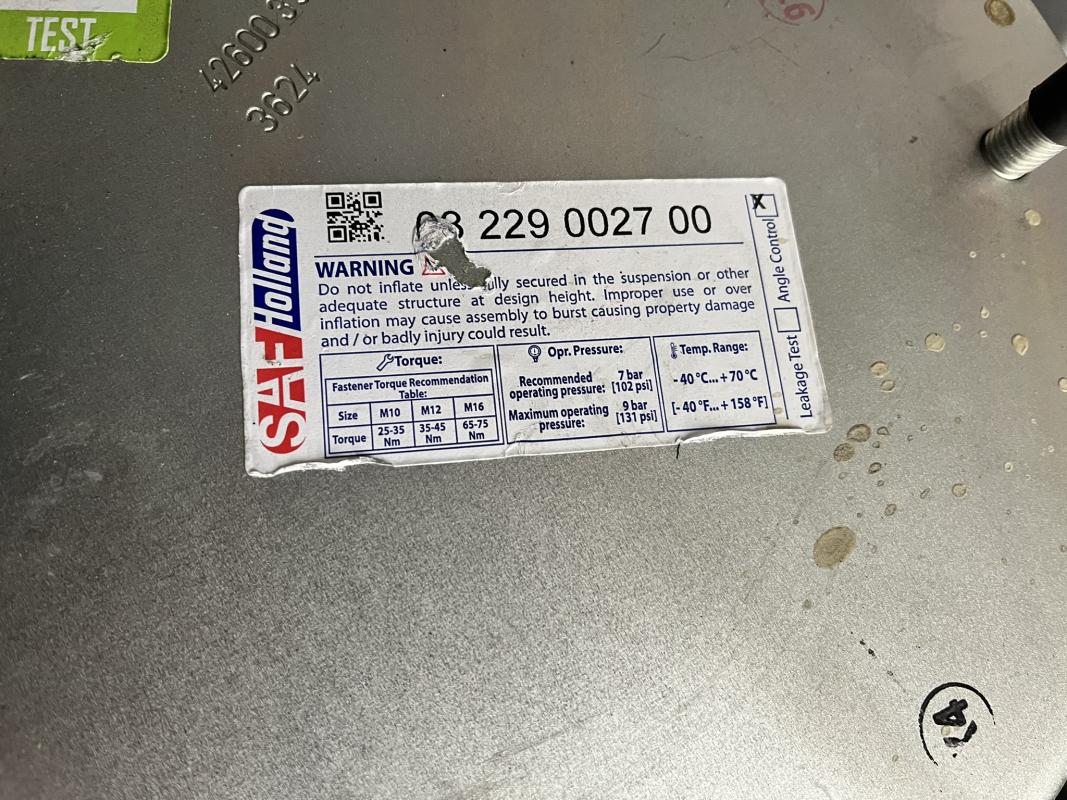 TEST
42600
3624
SAF Holland
03 229 0027 00
WARNING
Do not inflate unless fully secured in the suspension or other
adequate structure at design height. Improper use or over
inflation may cause assembly to burst causing property damage
and / or badly injury could result.
Torque:
Fastener Torque Recommendation
Table:
Size M10 M12 M16
Torque 25-35 Nm 35-45 Nm 65-75 Nm
Opr. Pressure:
Recommended operating pressure: 7 bar [102 psi]
Maximum operating pressure: 9 bar [131 psi]
Temp. Range:
-40 °C...+70 °C
[-40 °F...+158 °F]
Leakage Test
Angle Control
X